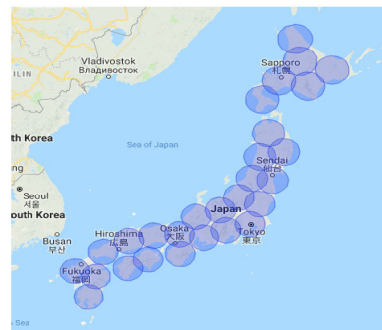 Vladivostok
Владивосток
ILIN
Sapporo
札幌
th Korea
Sea of Japan
ng
Sendai
仙台
Seoul
서울
outh Korea
Japan
Busan
부산
Hiroshima
広島
Osaka
大阪
Tokyo
東京
Fukuoka
福岡
a Sea